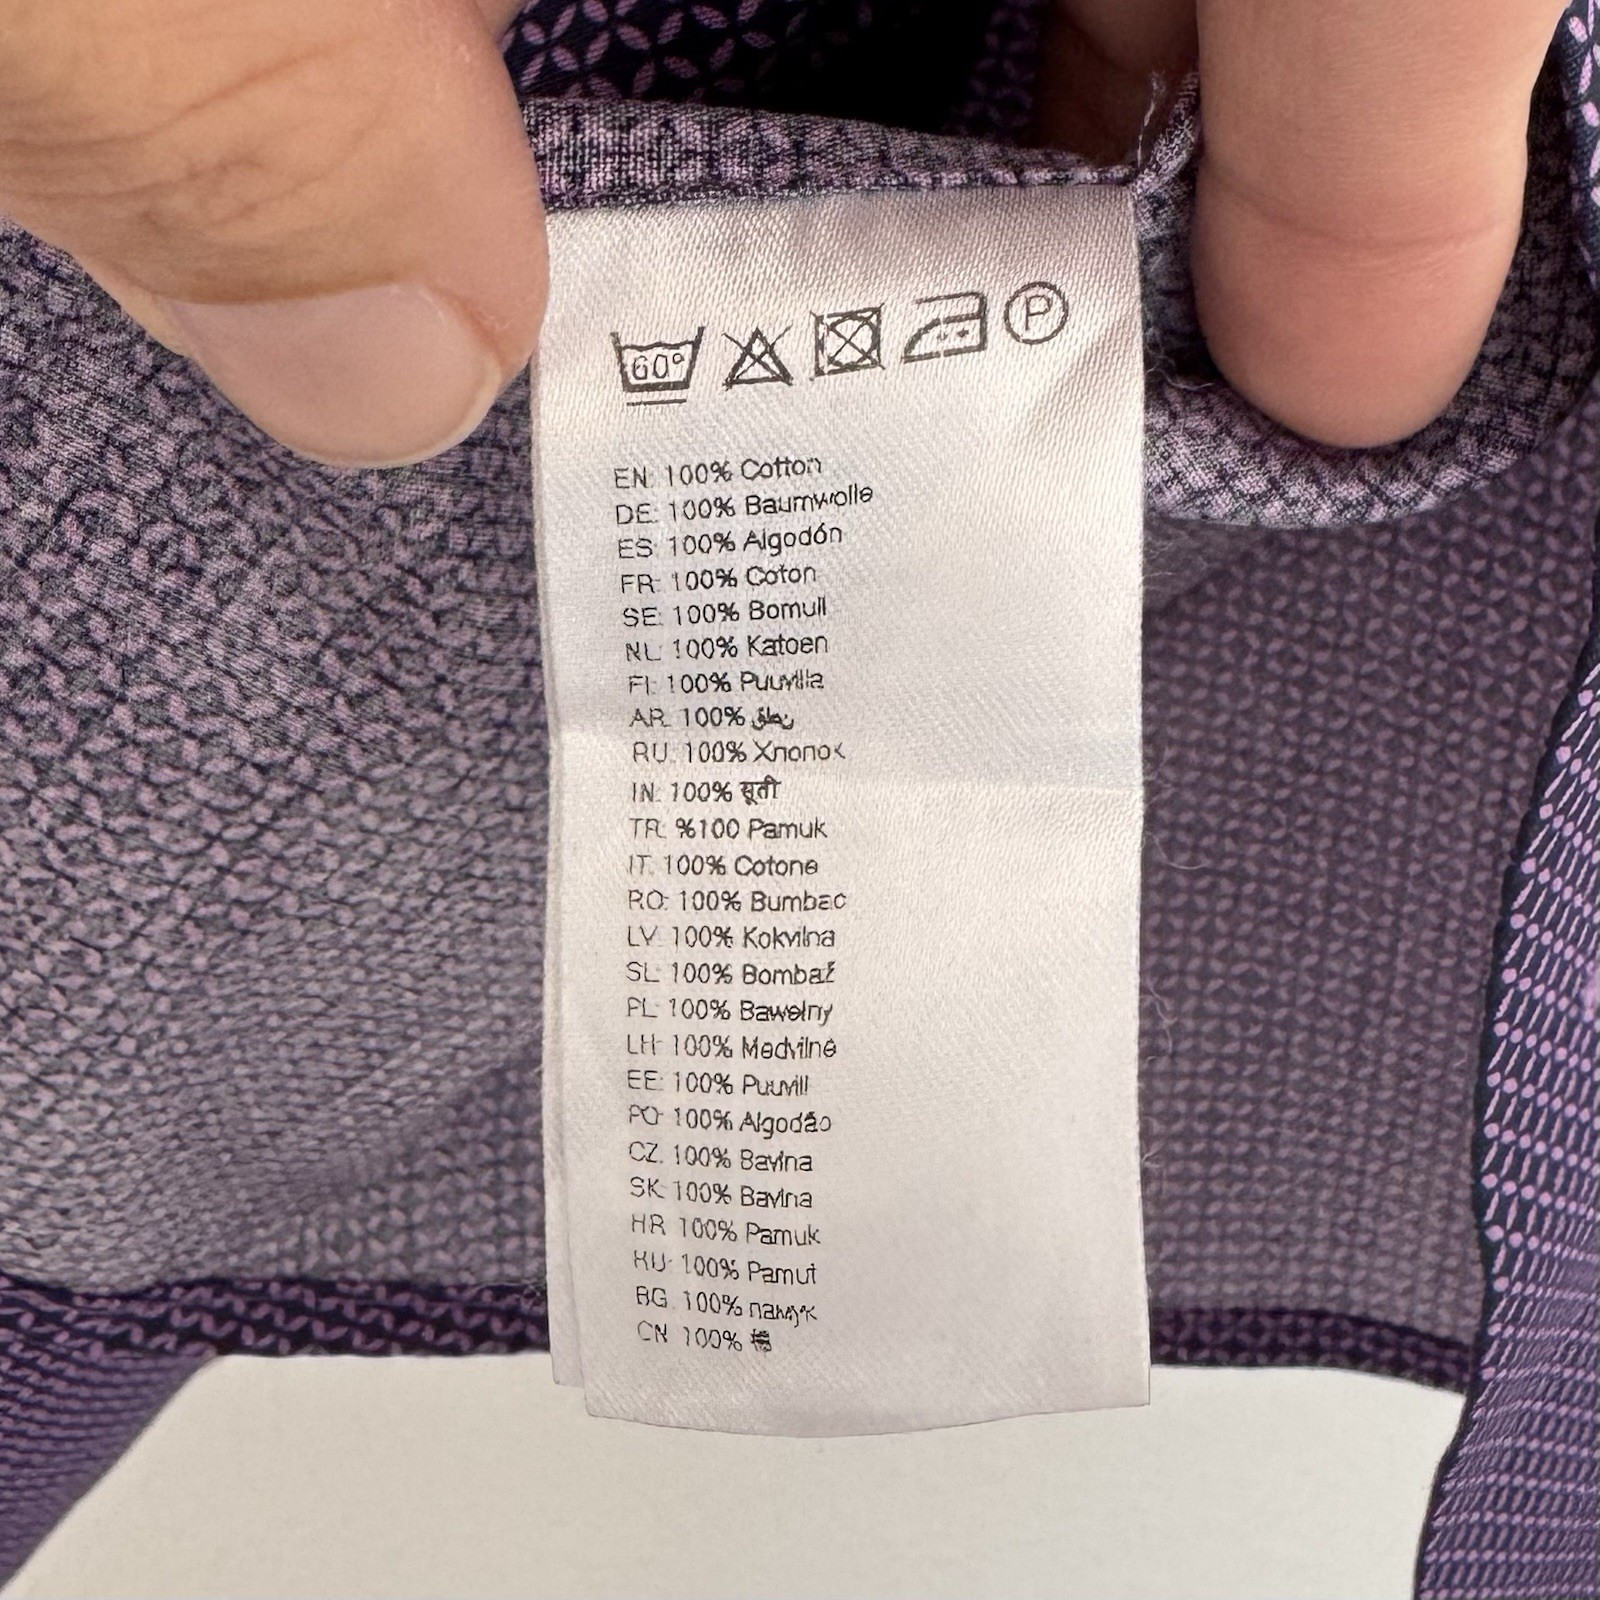 60°
P
EN: 100% Cotton
DE: 100% Baumwolle
ES: 100% Algodón
FR: 100% Coton
SE: 100% Bomull
NL: 100% Katoen
FI: 100% Puuvilla
AR: 100%
RU: 100% Хлопок
IN: 100% सूती
TR: %100 Pamuk
IT: 100% Cotone
RO: 100% Bumbac
LV: 100% Kokvilna
SL: 100% Bombaž
PL: 100% Bawełny
LH: 100% Medvilnė
EE: 100% Puuvill
PO: 100% Algodão
CZ: 100% Bavlna
SK: 100% Bavlna
HR: 100% Pamuk
HU: 100% Pamut
BG: 100% памук
CN: 100%